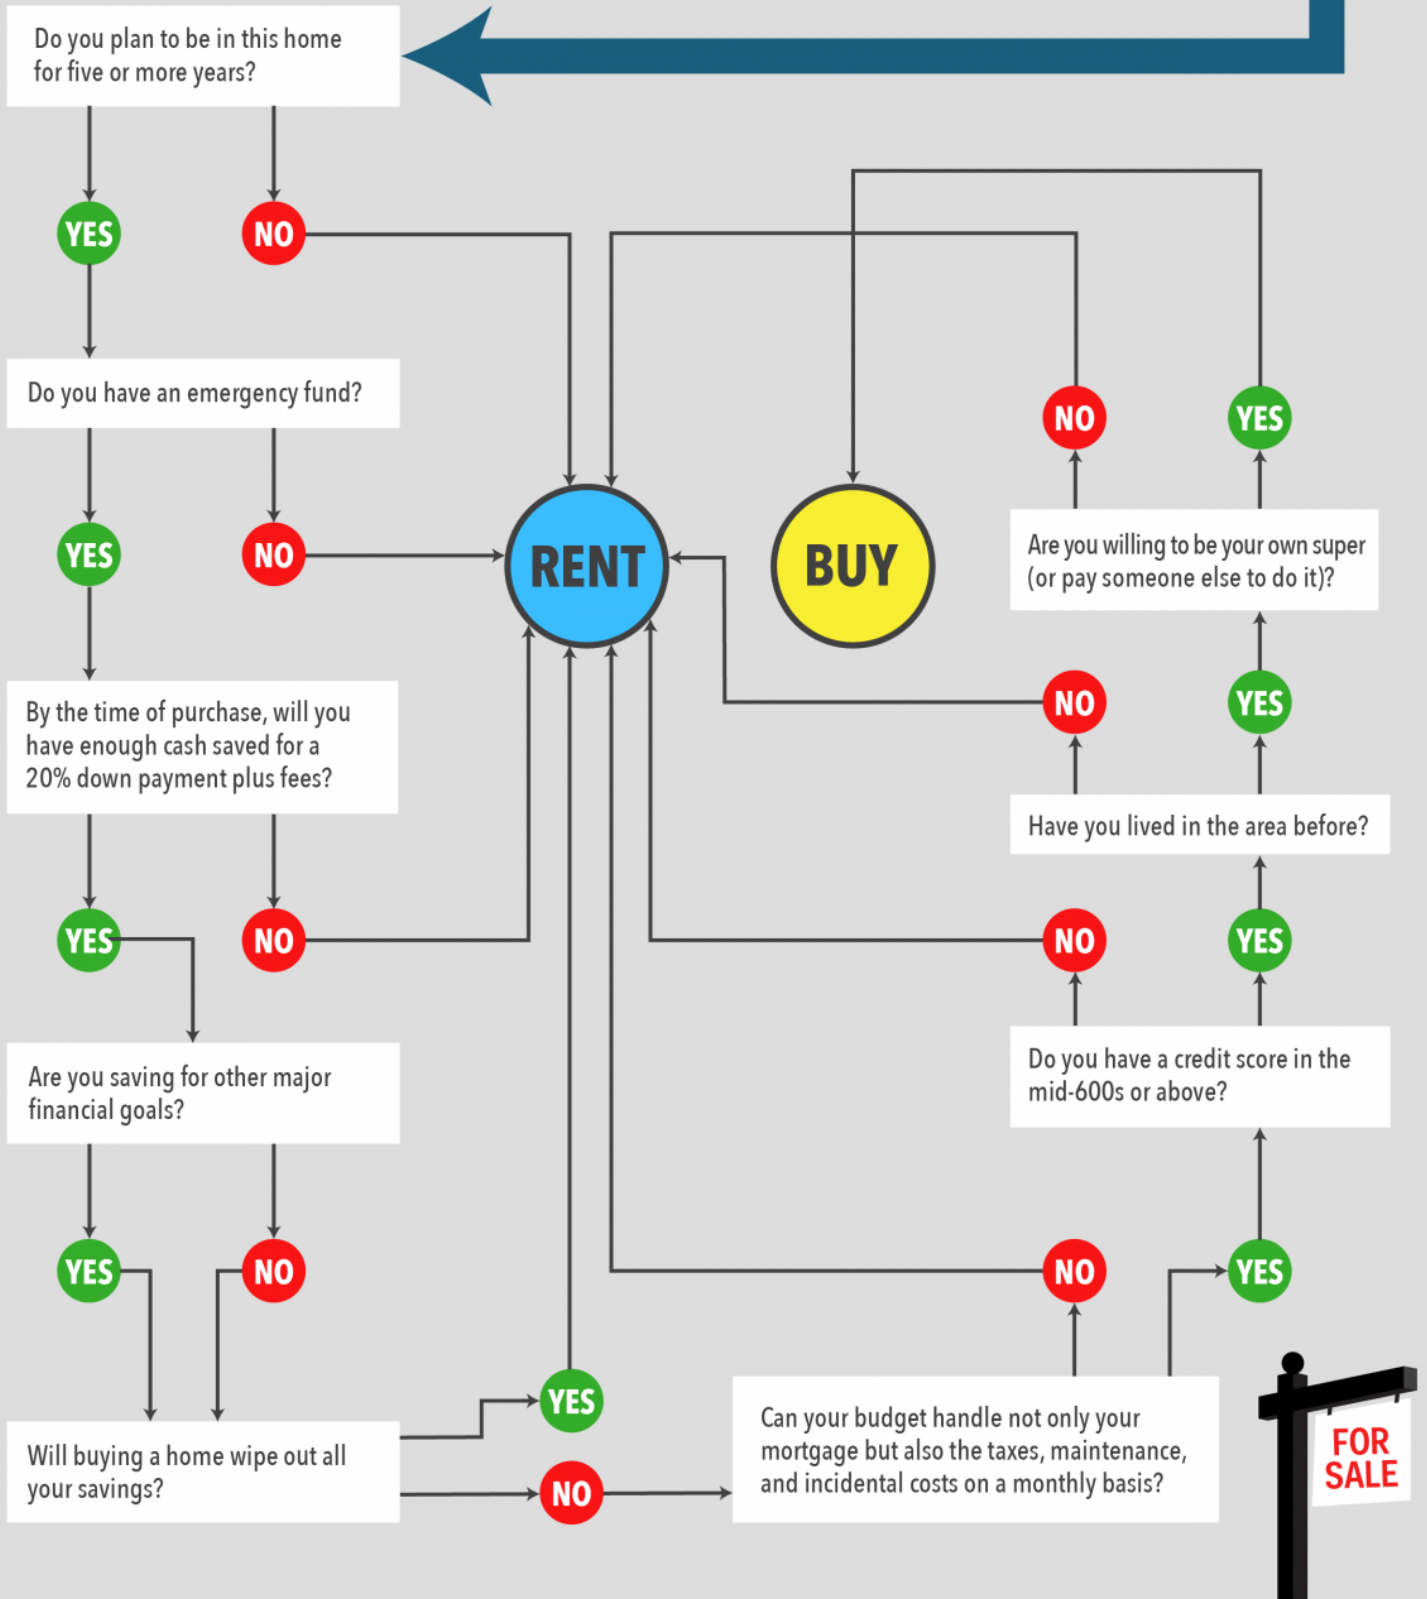 Do you plan to be in this home
for five or more years?
YES
NO
Do you have an emergency fund?
YES
NO
By the time of purchase, will you
have enough cash saved for a
20% down payment plus fees?
YES
NO
Are you saving for other major
financial goals?
YES
NO
Will buying a home wipe out all
your savings?
YES
NO
Can your budget handle not only your
mortgage but also the taxes, maintenance,
and incidental costs on a monthly basis?
NO
YES
Do you have a credit score in the
mid-600s or above?
NO
YES
Have you lived in the area before?
NO
YES
Are you willing to be your own super
(or pay someone else to do it)?
NO
YES
RENT
BUY
FOR
SALE